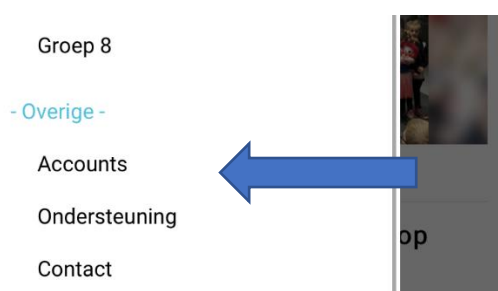 Groep 8
- Overige -
Accounts
Ondersteuning
op
Contact